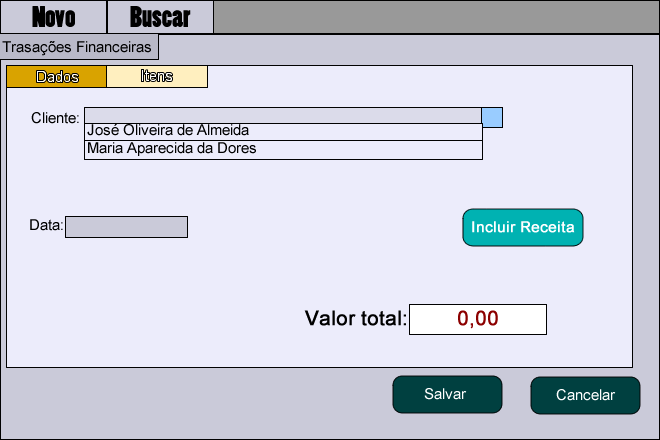 Novo Buscar
Trasações Financeiras
Dados Itens
Cliente:
José Oliveira de Almeida
Maria Aparecida da Dores
Data: Incluir Receita
Valor total: 0,00
Salvar Cancelar